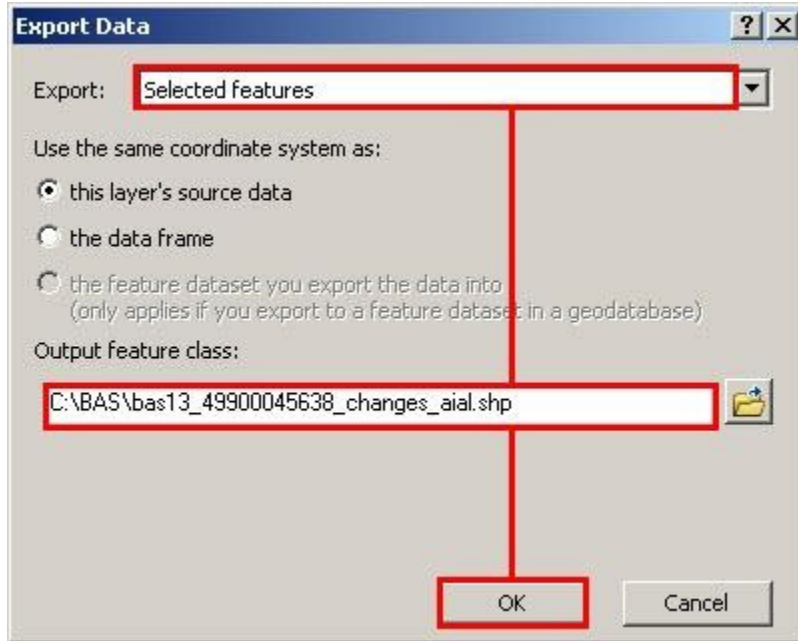 Export Data
Export: Selected features
Use the same coordinate system as:
this layer's source data
the data frame
the feature dataset you export the data into
(only applies if you export to a feature dataset in a geodatabase)
Output feature class:
C:\BAS\bas13_49900045638_changes_aial.shp
OK Cancel